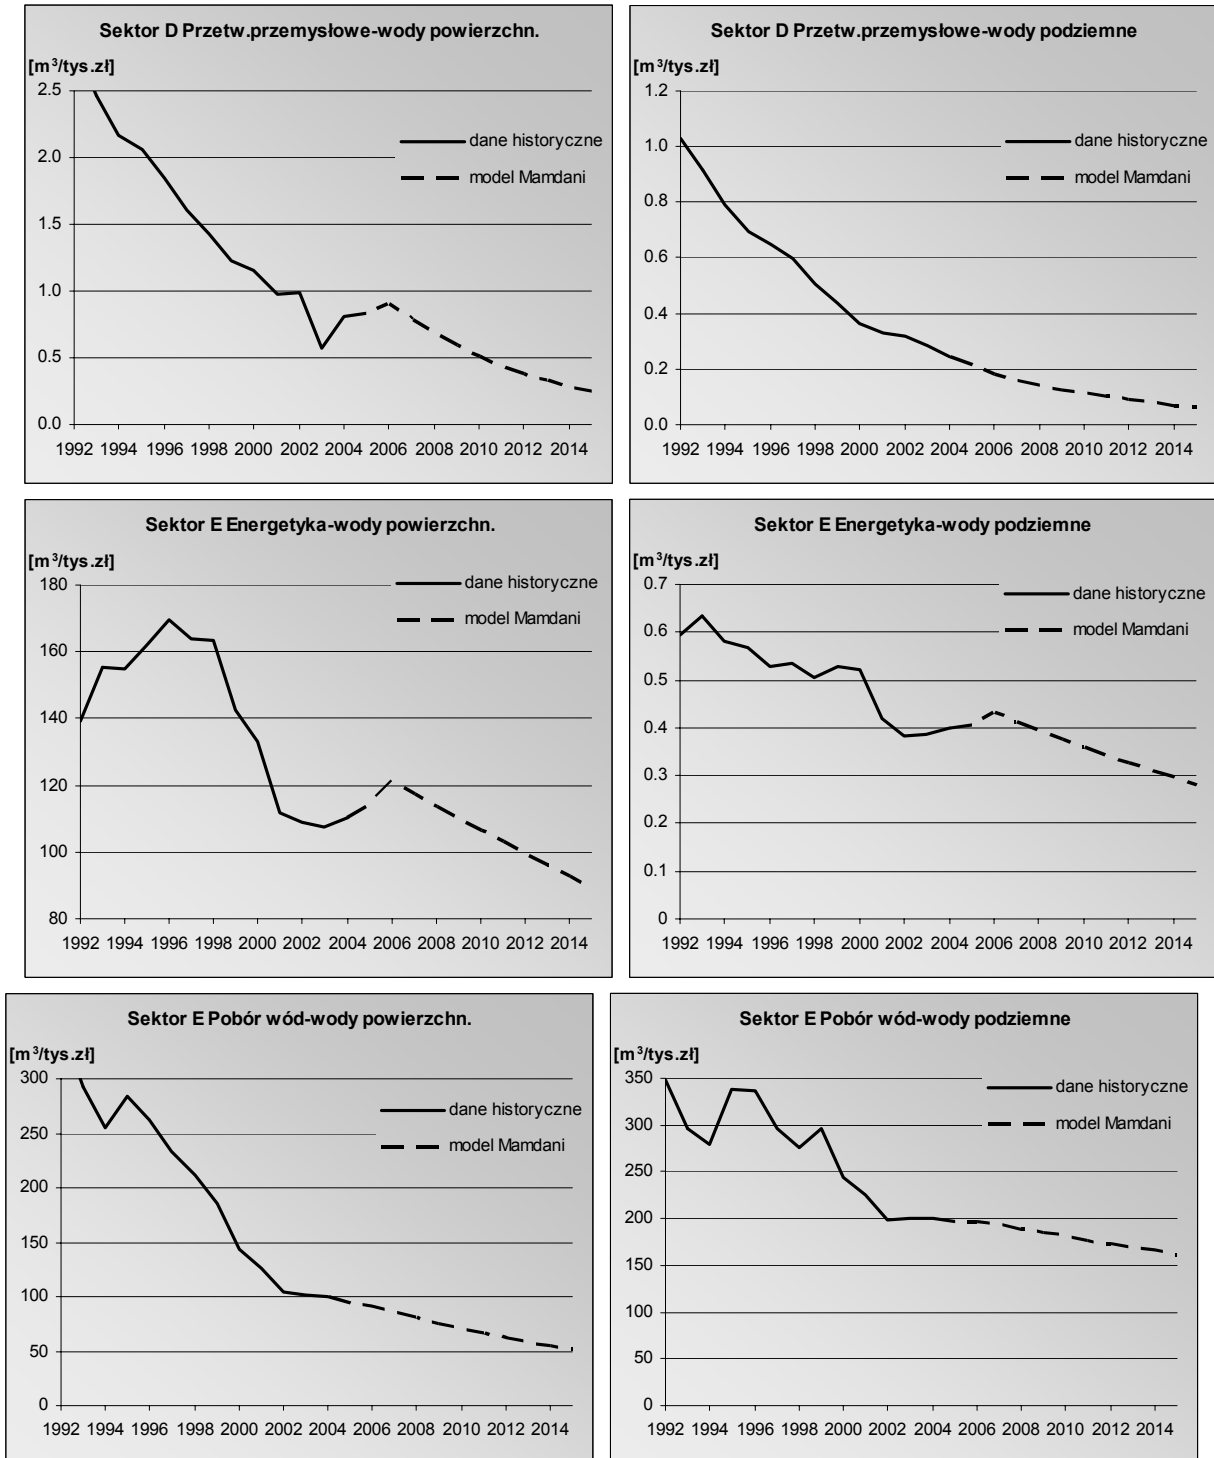 Sektor D Przetw.przemysłowe-wody powierzchn.
[m³/tys.zł]
2.5
2.0
1.5
1.0
0.5
0.0
1992 1994 1996 1998 2000 2002 2004 2006 2008 2010 2012 2014
dane historyczne
model Mamdani
Sektor D Przetw.przemysłowe-wody podziemne
[m³/tys.zł]
1.2
1.0
0.8
0.6
0.4
0.2
0.0
1992 1994 1996 1998 2000 2002 2004 2006 2008 2010 2012 2014
dane historyczne
model Mamdani
Sektor E Energetyka-wody powierzchn.
[m³/tys.zł]
180
160
140
120
100
80
1992 1994 1996 1998 2000 2002 2004 2006 2008 2010 2012 2014
dane historyczne
model Mamdani
Sektor E Energetyka-wody podziemne
[m³/tys.zł]
0.7
0.6
0.5
0.4
0.3
0.2
0.1
0
1992 1994 1996 1998 2000 2002 2004 2006 2008 2010 2012 2014
dane historyczne
model Mamdani
Sektor E Pobór wód-wody powierzchn.
[m³/tys.zł]
300
250
200
150
100
50
0
1992 1994 1996 1998 2000 2002 2004 2006 2008 2010 2012 2014
dane historyczne
model Mamdani
Sektor E Pobór wód-wody podziemne
[m³/tys.zł]
350
300
250
200
150
100
50
0
1992 1994 1996 1998 2000 2002 2004 2006 2008 2010 2012 2014
dane historyczne
model Mamdani